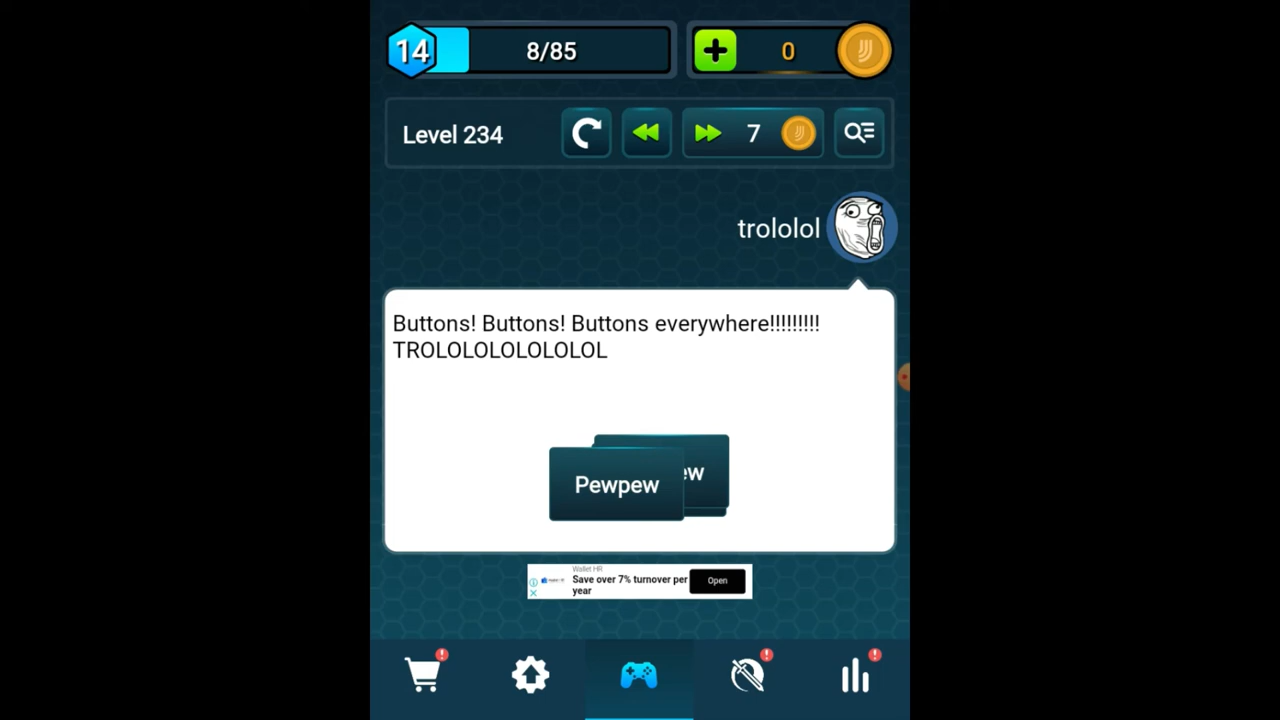 14
8/85
0
Level 234
7
trololol
Buttons! Buttons! Buttons everywhere!!!!!!!!!
TROLOLOLOLOLOLOL
ew
Pewpew
Wallet HR
Save over 7% turnover per
year
Open